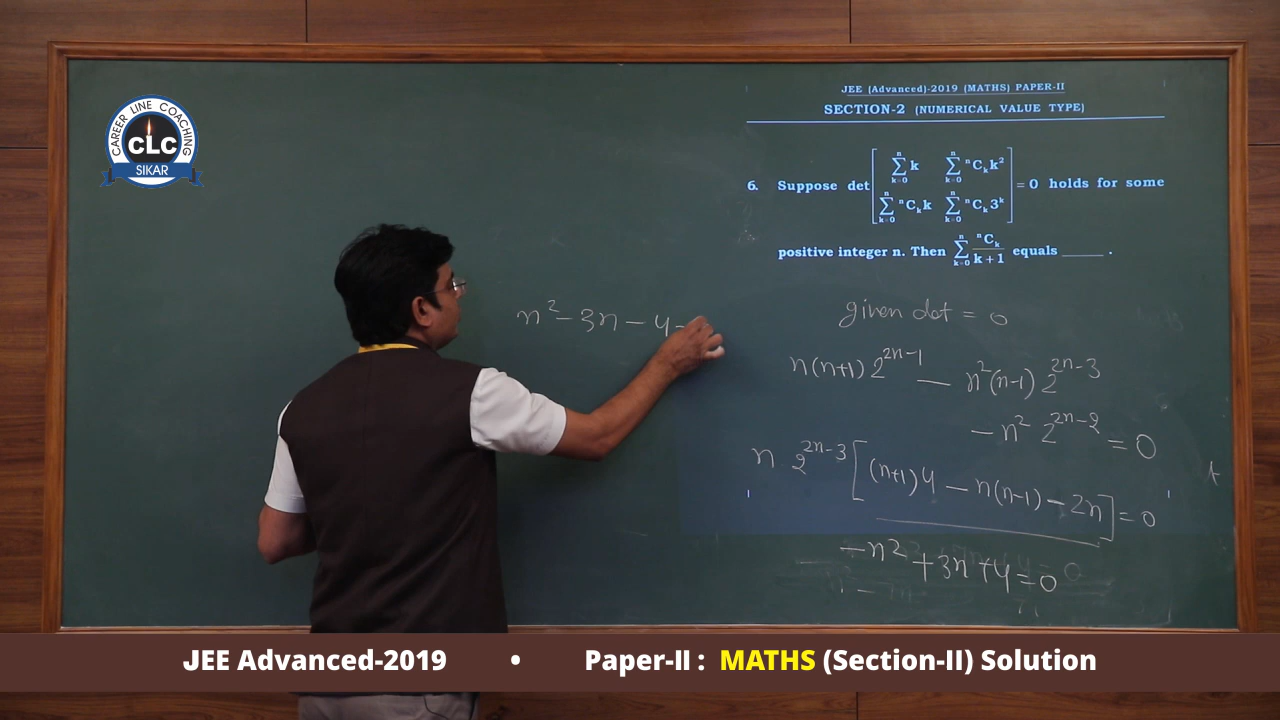 CAREER LINE COACHING
CLC
SIKAR
JEE (Advanced)-2019 (MATHS) PAPER-II
SECTION-2 (NUMERICAL VALUE TYPE)
6. Suppose det [ ∑_{k=0}^{n} k   ∑_{k=0}^{n} ⁿC_k k²
∑_{k=0}^{n} ⁿC_k k   ∑_{k=0}^{n} ⁿC_k 3^k ] = 0 holds for some
positive integer n. Then ∑_{k=0}^{n} ⁿC_k/(k+1) equals ______ .
given det = 0
n² - 3n - 4 =
n(n+1) 2^{2n-1} - n²(n-1) 2^{2n-3}
- n² 2^{2n-2} = 0
n 2^{2n-3} [(n+1)4 - n(n-1) - 2n] = 0
-n² + 3n + 4 = 0
JEE Advanced-2019 • Paper-II : MATHS (Section-II) Solution